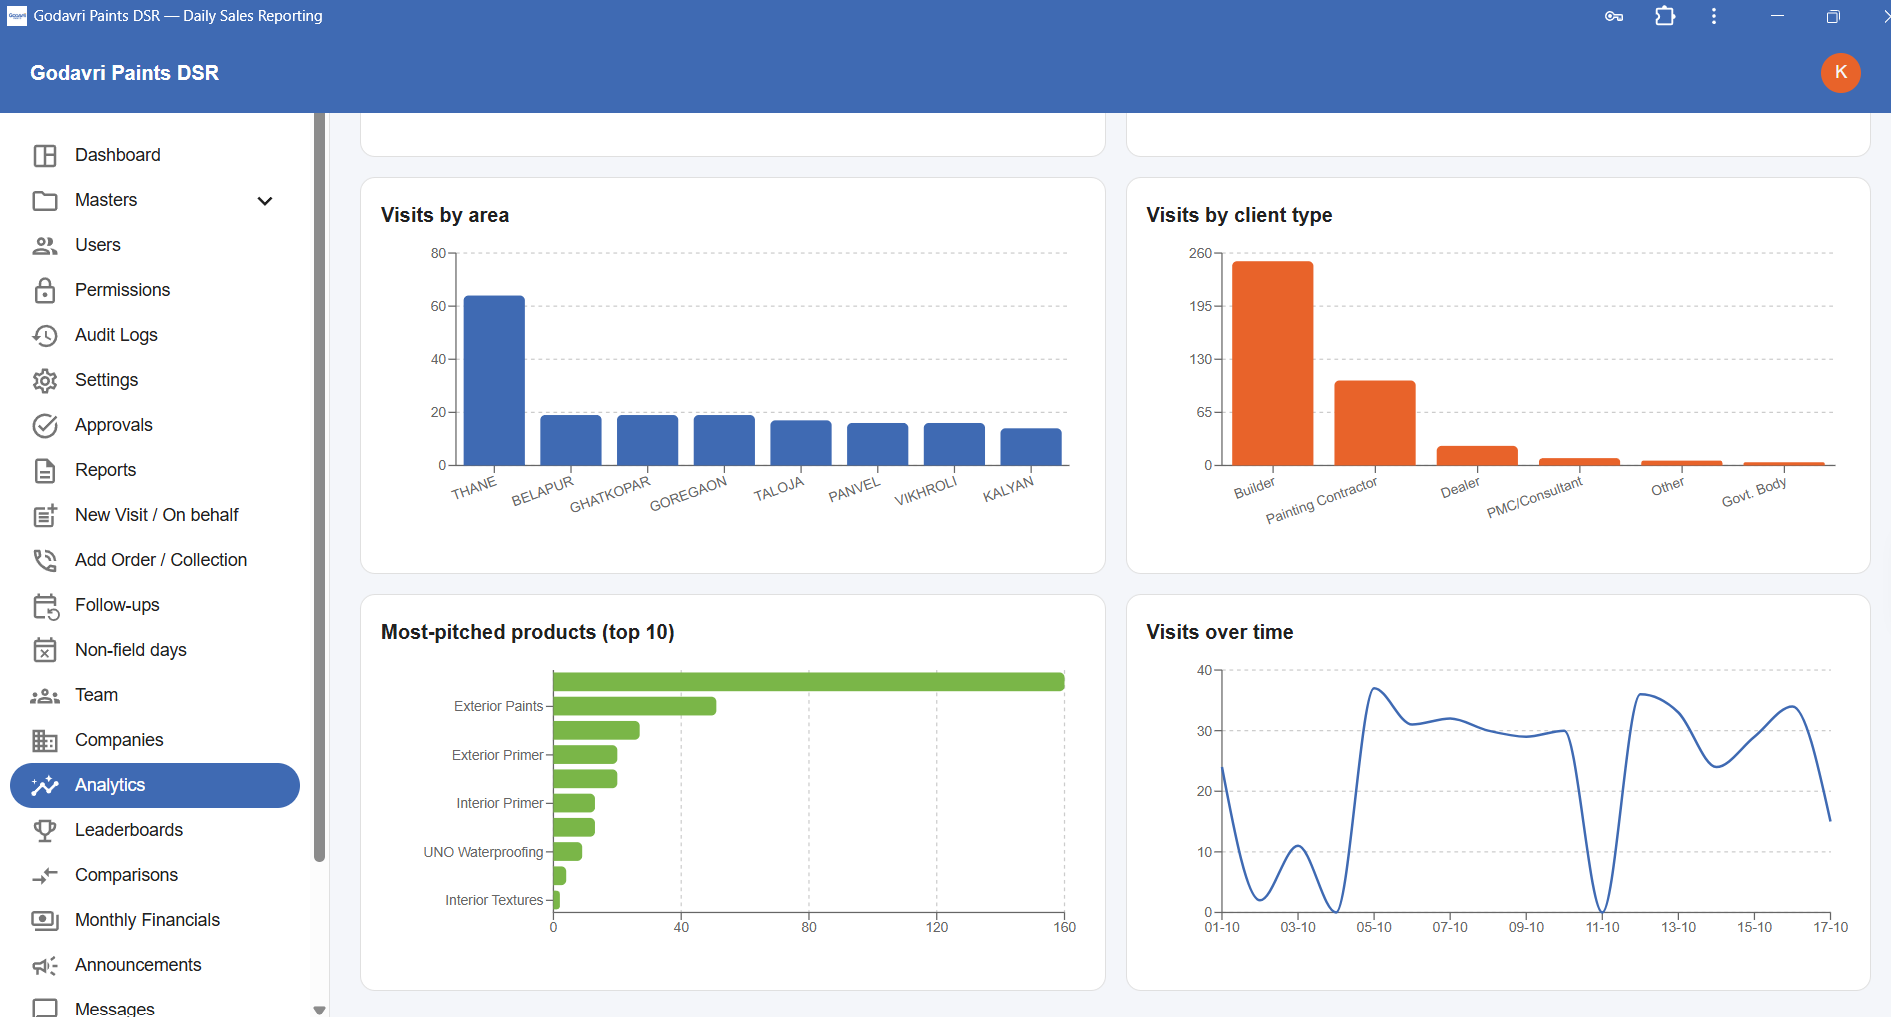 Godavri Paints DSR — Daily Sales Reporting
Godavri Paints DSR
K
Dashboard
Masters
Users
Permissions
Audit Logs
Settings
Approvals
Reports
New Visit / On behalf
Add Order / Collection
Follow-ups
Non-field days
Team
Companies
Analytics
Leaderboards
Comparisons
Monthly Financials
Announcements
Messages
Visits by area
80
60
40
20
0
THANE
BELAPUR
GHATKOPAR
GOREGAON
TALOJA
PANVEL
VIKHROLI
KALYAN
Visits by client type
260
195
130
65
0
Builder
Painting Contractor
Dealer
PMC/Consultant
Other
Govt. Body
Most-pitched products (top 10)
Exterior Paints
Exterior Primer
Interior Primer
UNO Waterproofing
Interior Textures
0 40 80 120 160
Visits over time
40
30
20
10
0
01-10 03-10 05-10 07-10 09-10 11-10 13-10 15-10 17-10